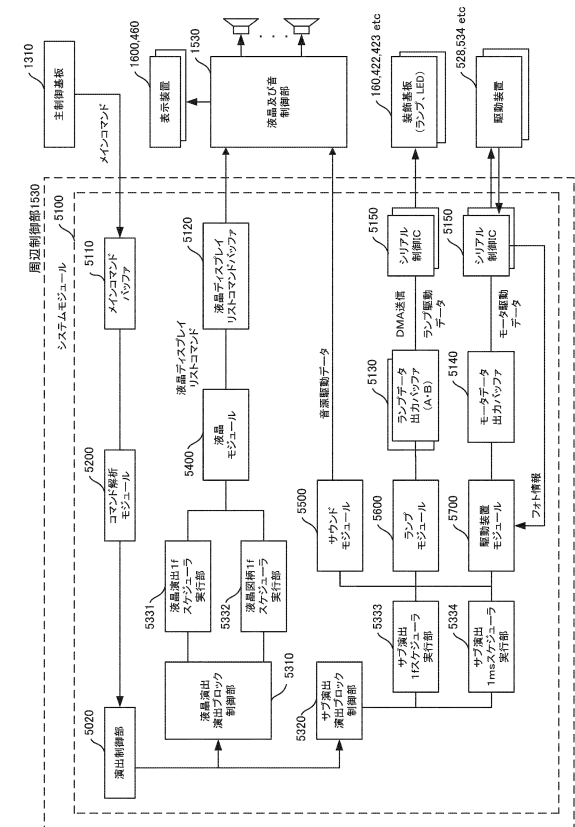 1310
主制御基板
メインコマンド
1600,460
表示装置
1530
液晶及び音
制御部
160,422,423 etc
装飾基板
(ランプ、LED)
528,534 etc
駆動装置
周辺制御部1530
5100
システムモジュール
5110
メインコマンド
バッファ
5120
液晶ディスプレイ
リストコマンドバッファ
5150
シリアル
制御IC
5150
シリアル
制御IC
液晶ディスプレイ
リストコマンド
音源駆動データ
DMA送信
ランプ駆動
データ
モータ駆動
データ
5130
ランプデータ
出力バッファ
(A・B)
5140
モータデータ
出力バッファ
5200
コマンド解析
モジュール
5400
液晶
モジュール
5500
サウンド
モジュール
5600
ランプ
モジュール
5700
駆動装置
モジュール
フォト情報
5331
液晶演出1f
スケジューラ
実行部
5332
液晶図柄1f
スケジューラ
実行部
5333
サブ演出
1fスケジューラ
実行部
5334
サブ演出
1msスケジューラ
実行部
5020
演出制御部
5310
液晶演出
演出ブロック
制御部
5320
サブ演出
演出ブロック
制御部